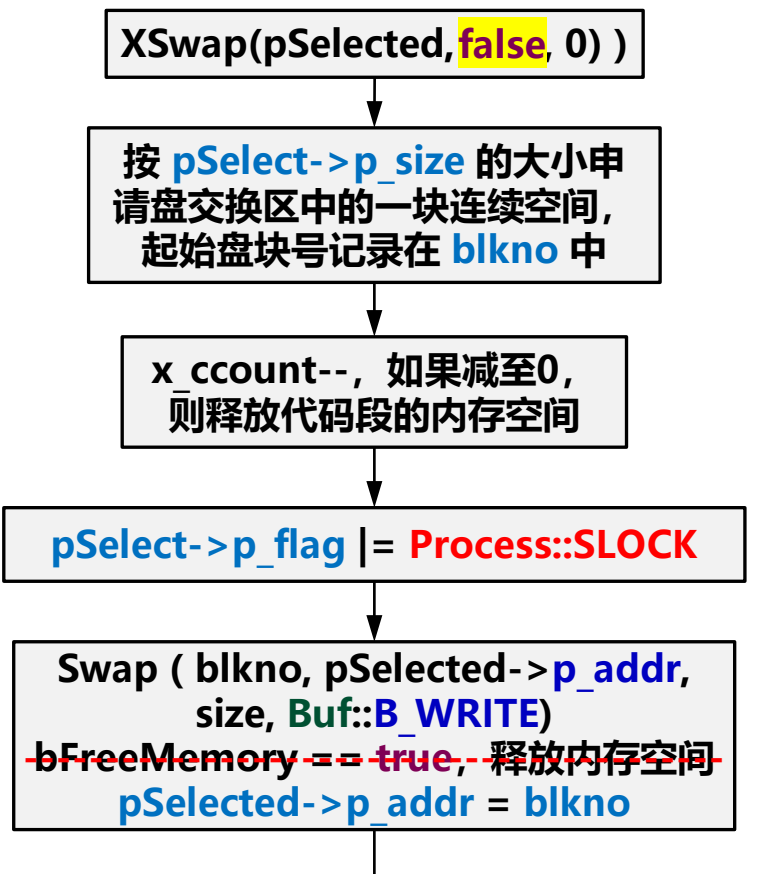 XSwap(pSelected,false, 0) )
按 pSelect->p_size 的大小申
请盘交换区中的一块连续空间，
起始盘块号记录在 blkno 中
x_ccount--，如果减至0，
则释放代码段的内存空间
pSelect->p_flag |= Process::SLOCK
Swap ( blkno, pSelected->p_addr,
size, Buf::B_WRITE)
bFreeMemory == true，释放内存空间
pSelected->p_addr = blkno